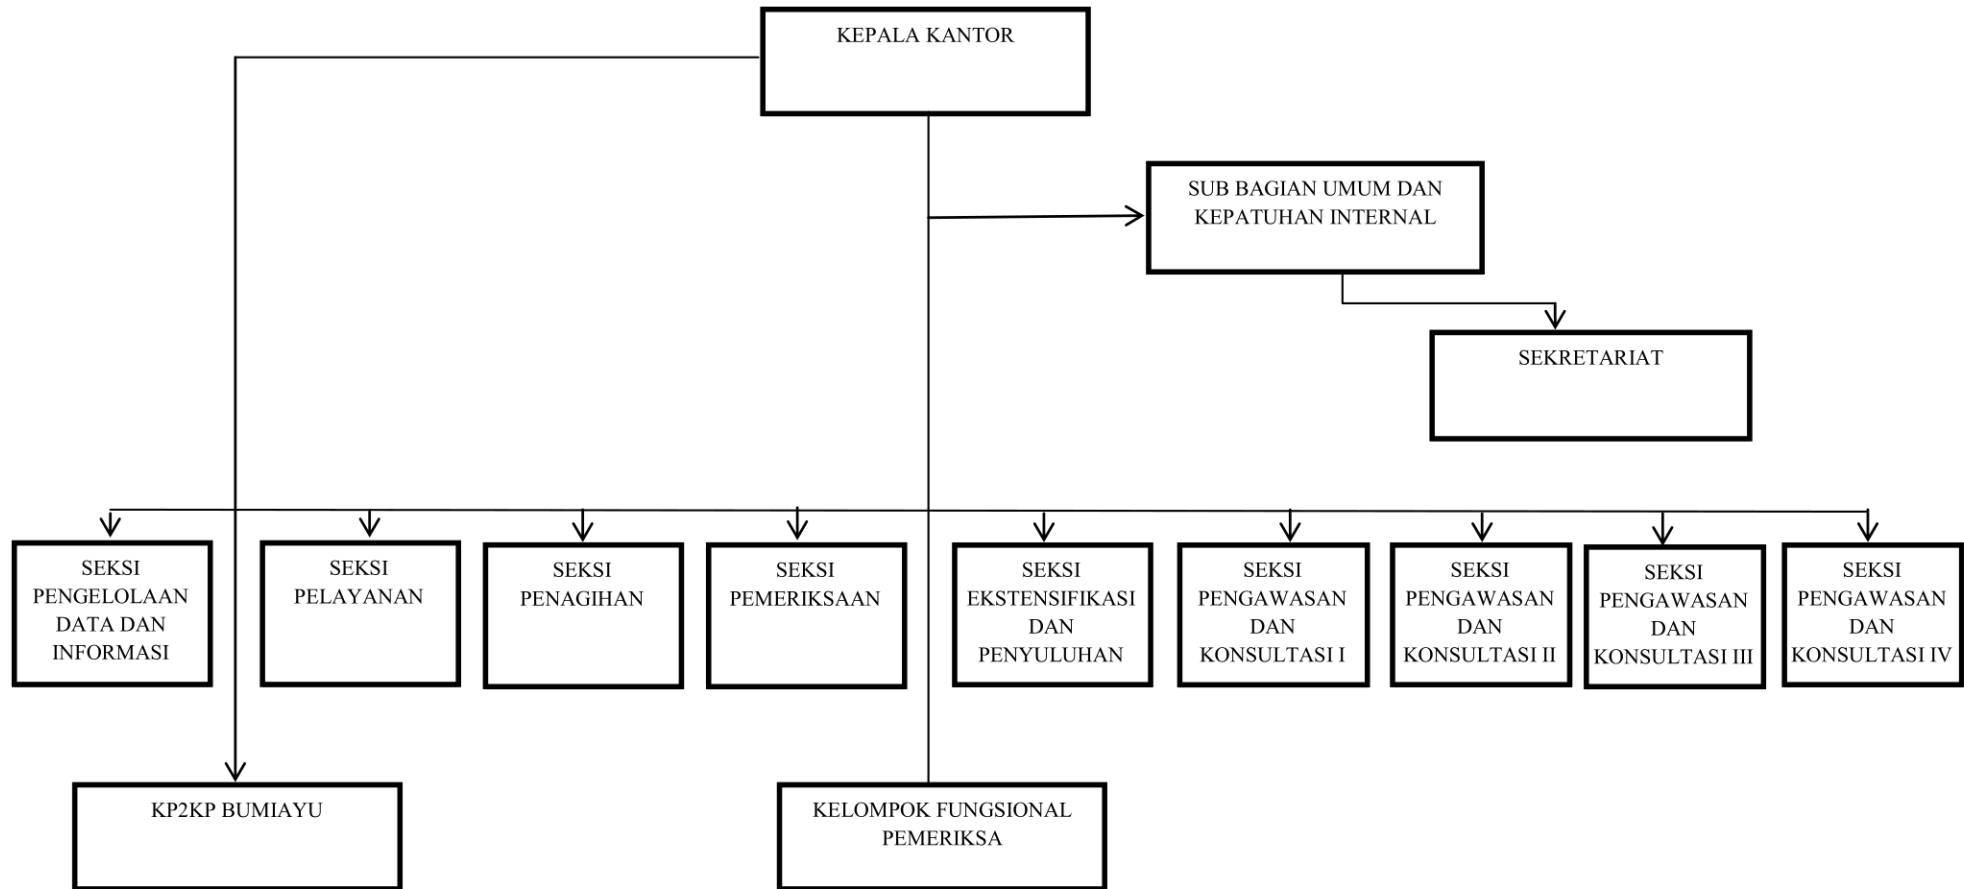 KEPALA KANTOR
SUB BAGIAN UMUM DAN
KEPATUHAN INTERNAL
SEKRETARIAT
SEKSI
PENGELOLAAN
DATA DAN
INFORMASI
SEKSI
PELAYANAN
SEKSI
PENAGIHAN
SEKSI
PEMERIKSAAN
SEKSI
EKSTENSIFIKASI
DAN
PENYULUHAN
SEKSI
PENGAWASAN
DAN
KONSULTASI I
SEKSI
PENGAWASAN
DAN
KONSULTASI II
SEKSI
PENGAWASAN
DAN
KONSULTASI III
SEKSI
PENGAWASAN
DAN
KONSULTASI IV
KP2KP BUMIAYU
KELOMPOK FUNGSIONAL
PEMERIKSA